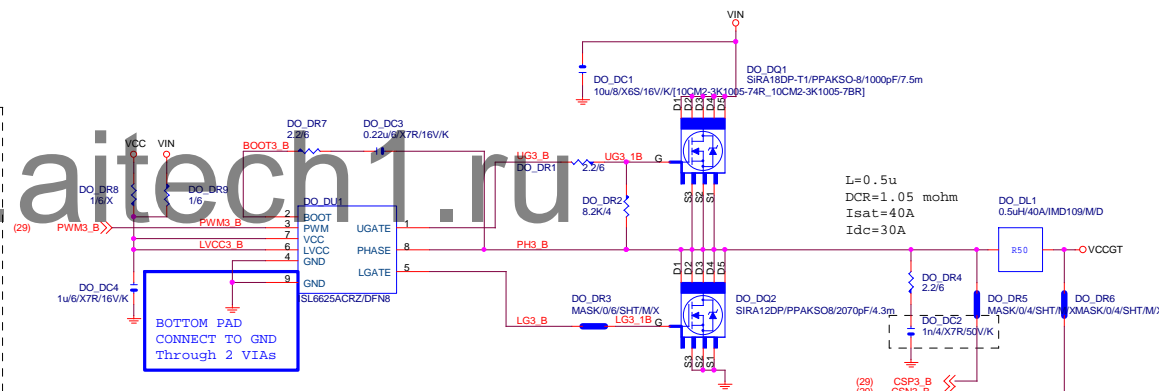 VIN
DO_DQ1
SiRA18DP-T1/PPAKSO-8/1000pF/7.5m
DO_DC1
10u/8/X6S/16V/K/[10CM2-3K1005-74R_10CM2-3K1005-7BR]
D1
D2
D3
D4
D5
DO_DR7
2.2/6
DO_DC3
0.22u/6/X7R/16V/K
VCC
VIN
BOOT3_B
aitech1.ru
UG3_B
UG3_1B
G
DO_DR1
2.2/6
DO_DR8
1/6/X
DO_DR9
1/6
DO_DU1
DO_DR2
8.2K/4
S3
S2
S1
L=0.5u
DCR=1.05 mohm
Isat=40A
Idc=30A
DO_DL1
0.5uH/40A/IMD109/M/D
(29)
PWM3_B
PWM3_B
2
BOOT
3
PWM
7
VCC
LVCC3_B
6
LVCC
4
GND
9
GND
UGATE
1
PHASE
8
LGATE
5
ISL6625ACRZ/DFN8
PH3_B
R50
VCCGT
D1
D2
D3
D4
D5
DO_DC4
1u/6/X7R/16V/K
BOTTOM PAD
CONNECT TO GND
Through 2 VIAs
LG3_B
DO_DR3
MASK/0/6/SHT/M/X
LG3_1B
G
DO_DQ2
SIRA12DP/PPAKSO8/2070pF/4.3m
S3
S2
S1
DO_DR4
2.2/6
DO_DC2
1n/4/X7R/50V/K
DO_DR5
MASK/0/4/SHT/M/X
DO_DR6
MASK/0/4/SHT/M/X
(29)
CSP3_B
(29)
CSN3_B